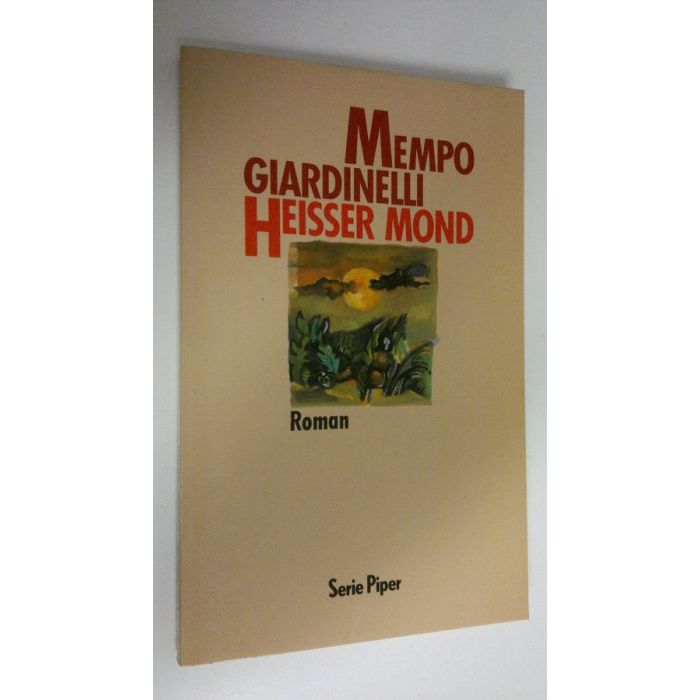 MEMPO
GIARDINELLI
HEISSER MOND
Roman
Serie Piper